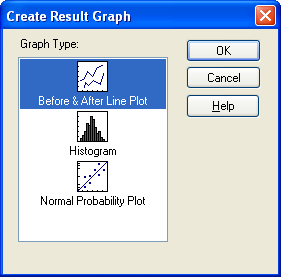 Create Result Graph
Graph Type:
Before & After Line Plot
Histogram
Normal Probability Plot
OK
Cancel
Help